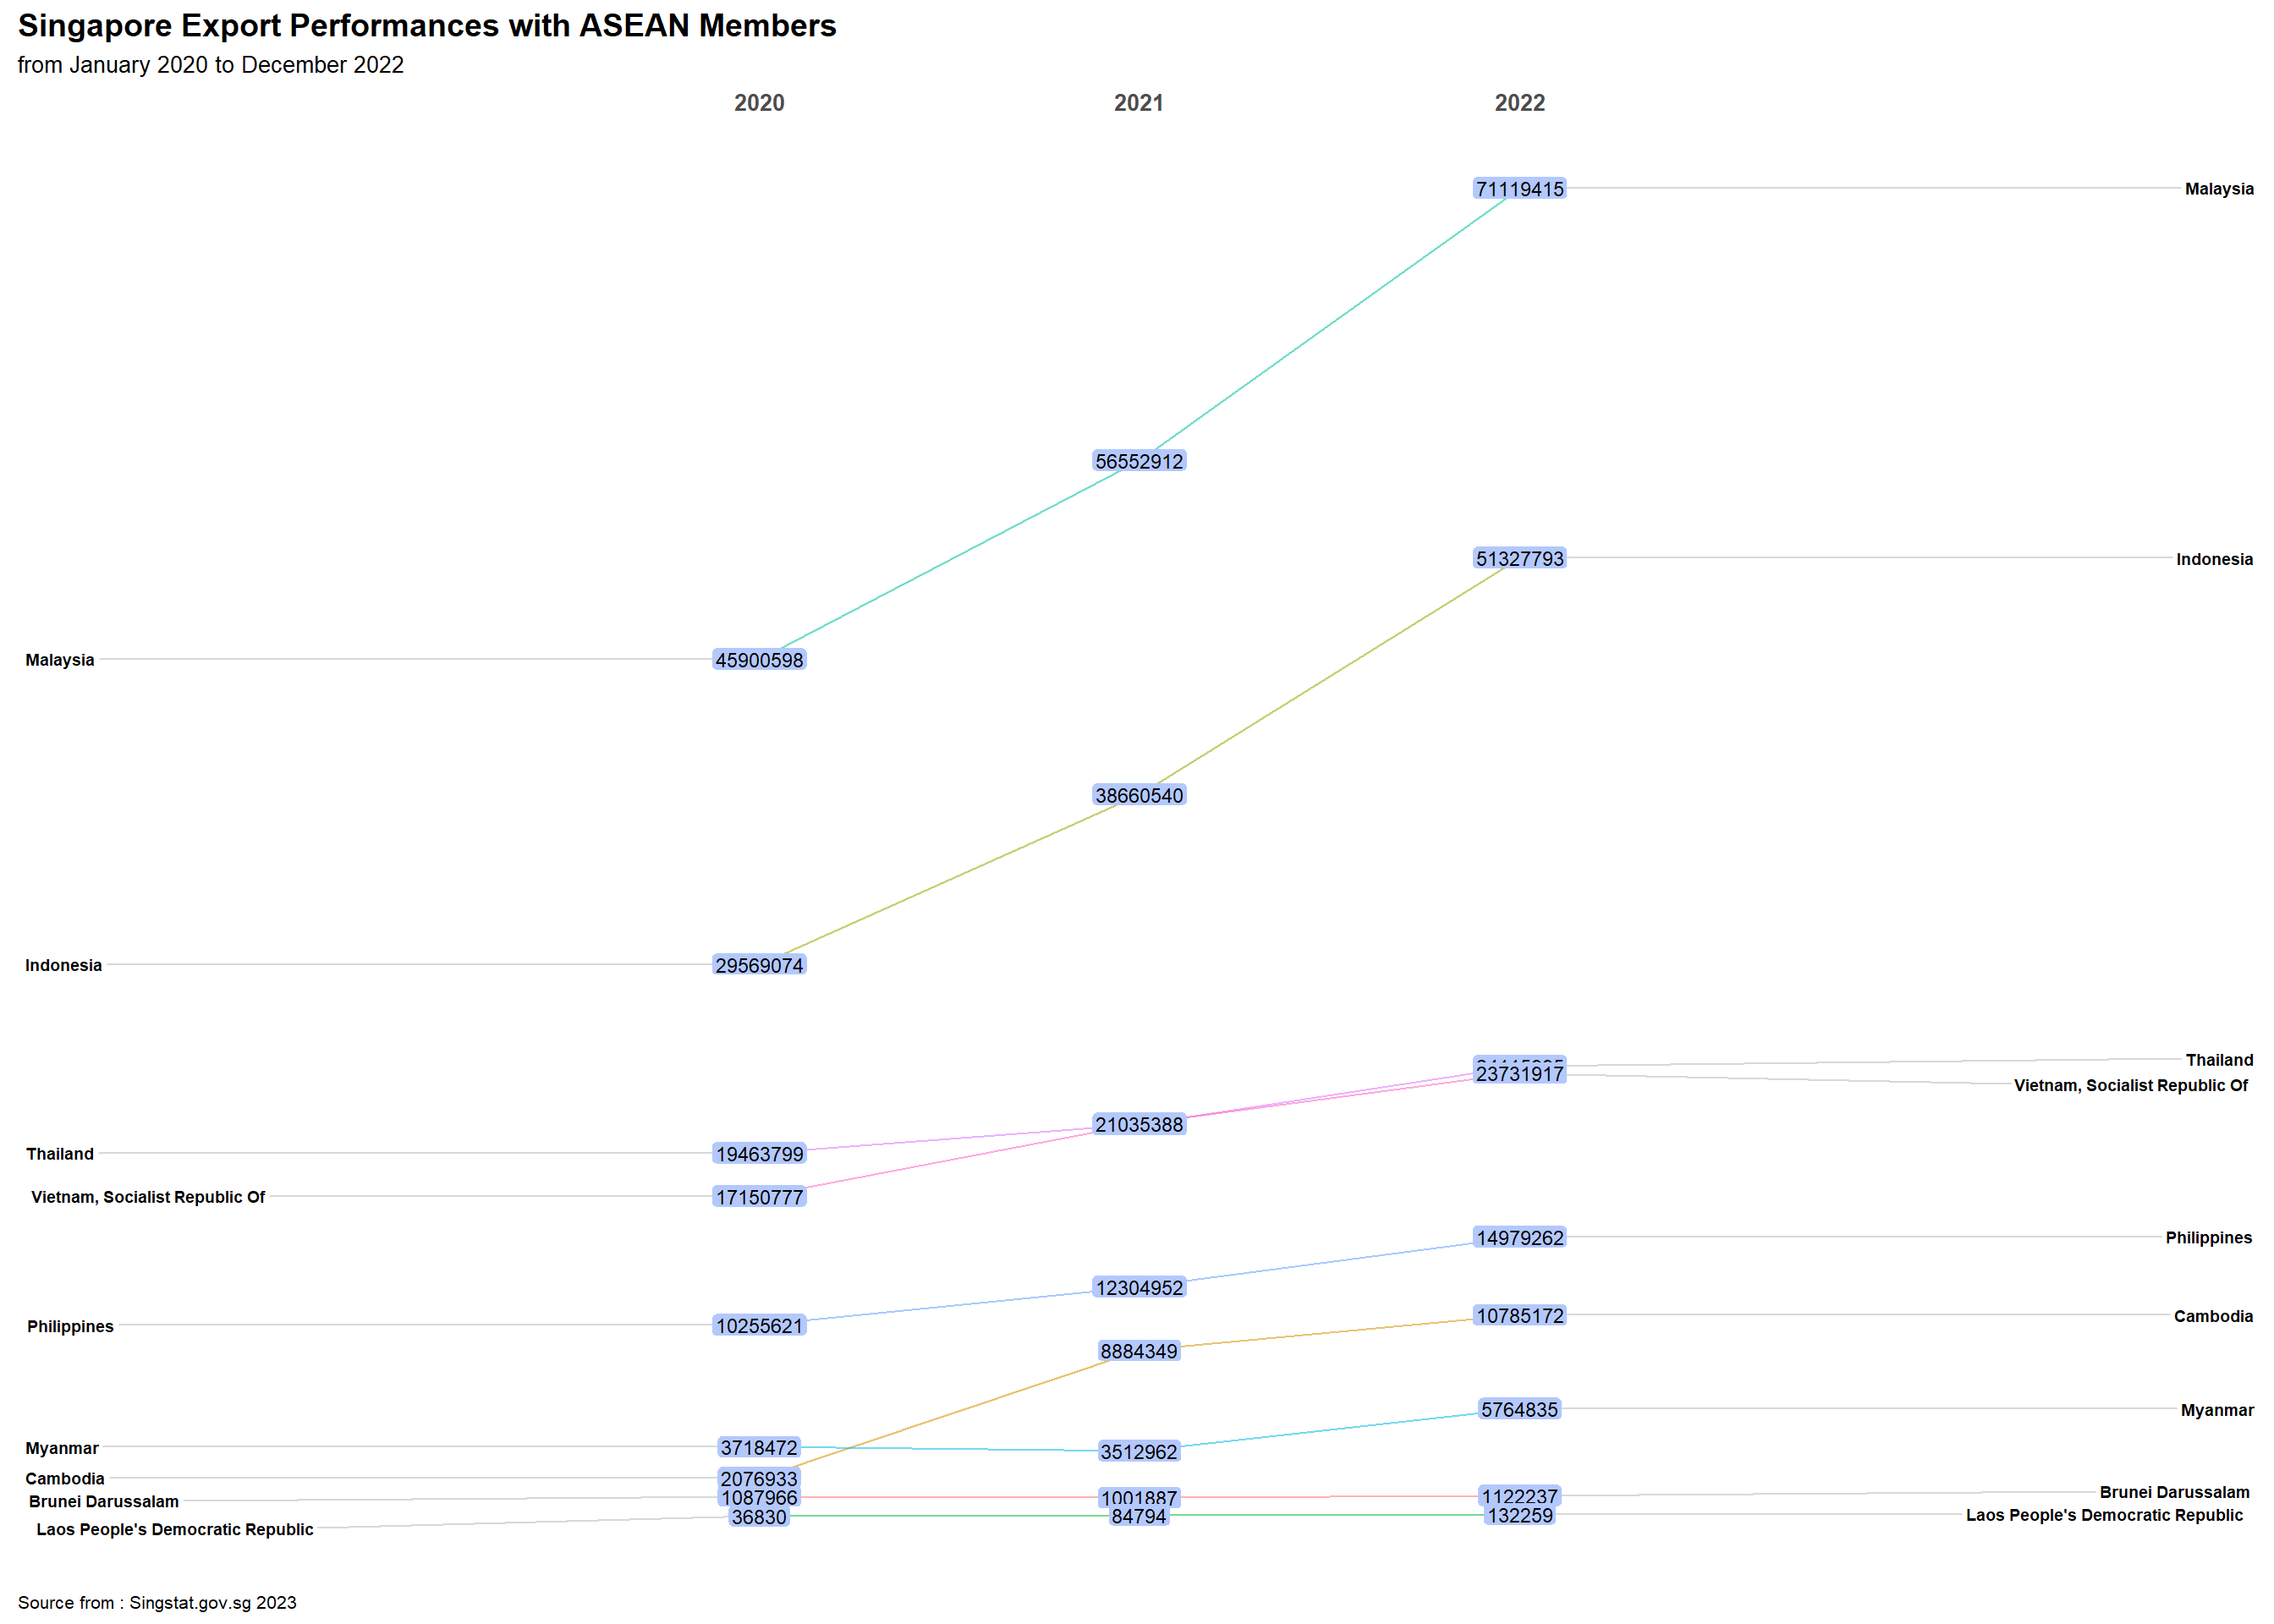 Singapore Export Performances with ASEAN Members
from January 2020 to December 2022
2020 2021 2022
71119415 Malaysia
56552912
51327793 Indonesia
Malaysia 45900598
38660540
Indonesia 29569074
Thailand
23731917
Vietnam, Socialist Republic Of
21035388
Thailand 19463799
Vietnam, Socialist Republic Of 17150777
14979262 Philippines
12304952
Philippines 10255621
10785172 Cambodia
8884349
5764835 Myanmar
Myanmar 3718472 3512962
Cambodia 2076933
Brunei Darussalam 1087966 1001887 1122237 Brunei Darussalam
Laos People's Democratic Republic 36830 84794 132259 Laos People's Democratic Republic
Source from : Singstat.gov.sg 2023